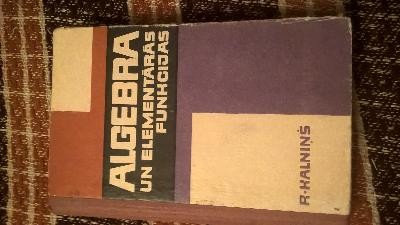 ALGEBRA
UN ELEMENTĀRĀS
FUNKCIJAS
R. KALNIŅŠ